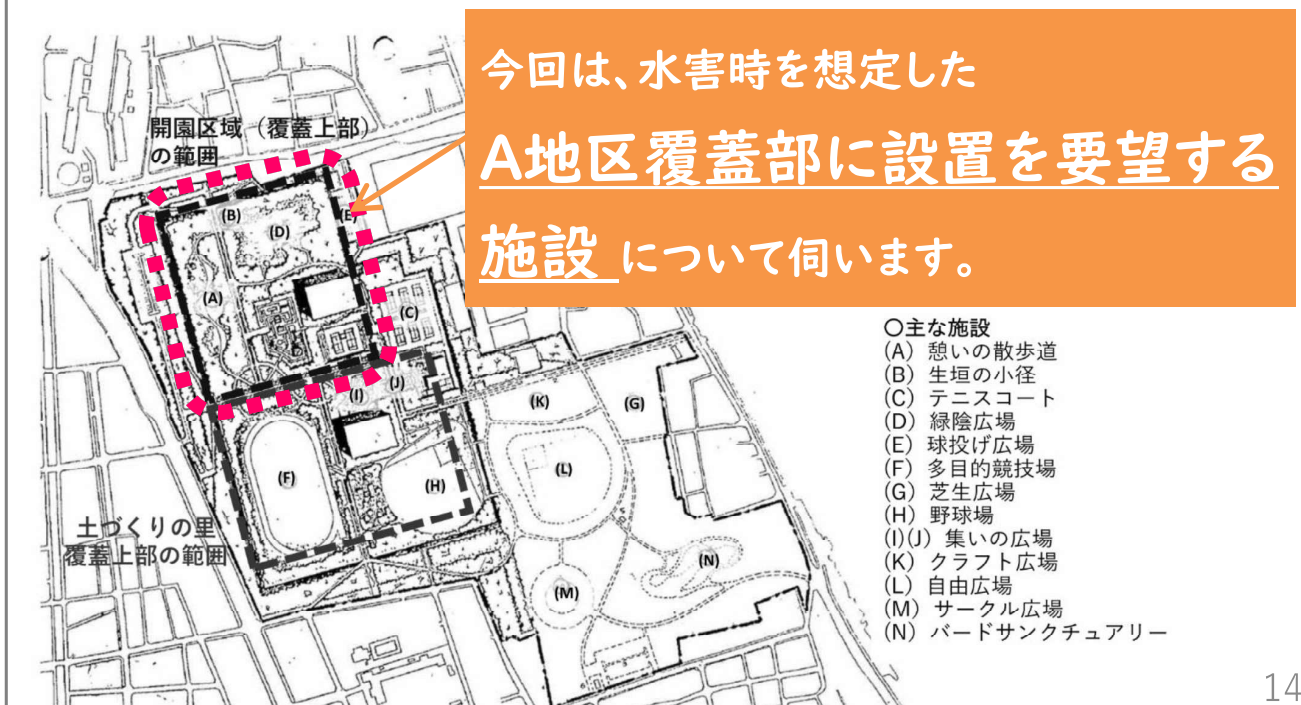 今回は、水害時を想定した
A地区覆蓋部に設置を要望する
施設 について伺います。
開園区域（覆蓋上部）
の範囲
(B)
(E)
(D)
(A)
(C)
(J)
(I)
(K)
(G)
(L)
(F)
(H)
土づくりの里
覆蓋上部の範囲
(N)
(M)
〇主な施設
(A) 憩いの散歩道
(B) 生垣の小径
(C) テニスコート
(D) 緑陰広場
(E) 球投げ広場
(F) 多目的競技場
(G) 芝生広場
(H) 野球場
(I)(J) 集いの広場
(K) クラフト広場
(L) 自由広場
(M) サークル広場
(N) バードサンクチュアリー
14